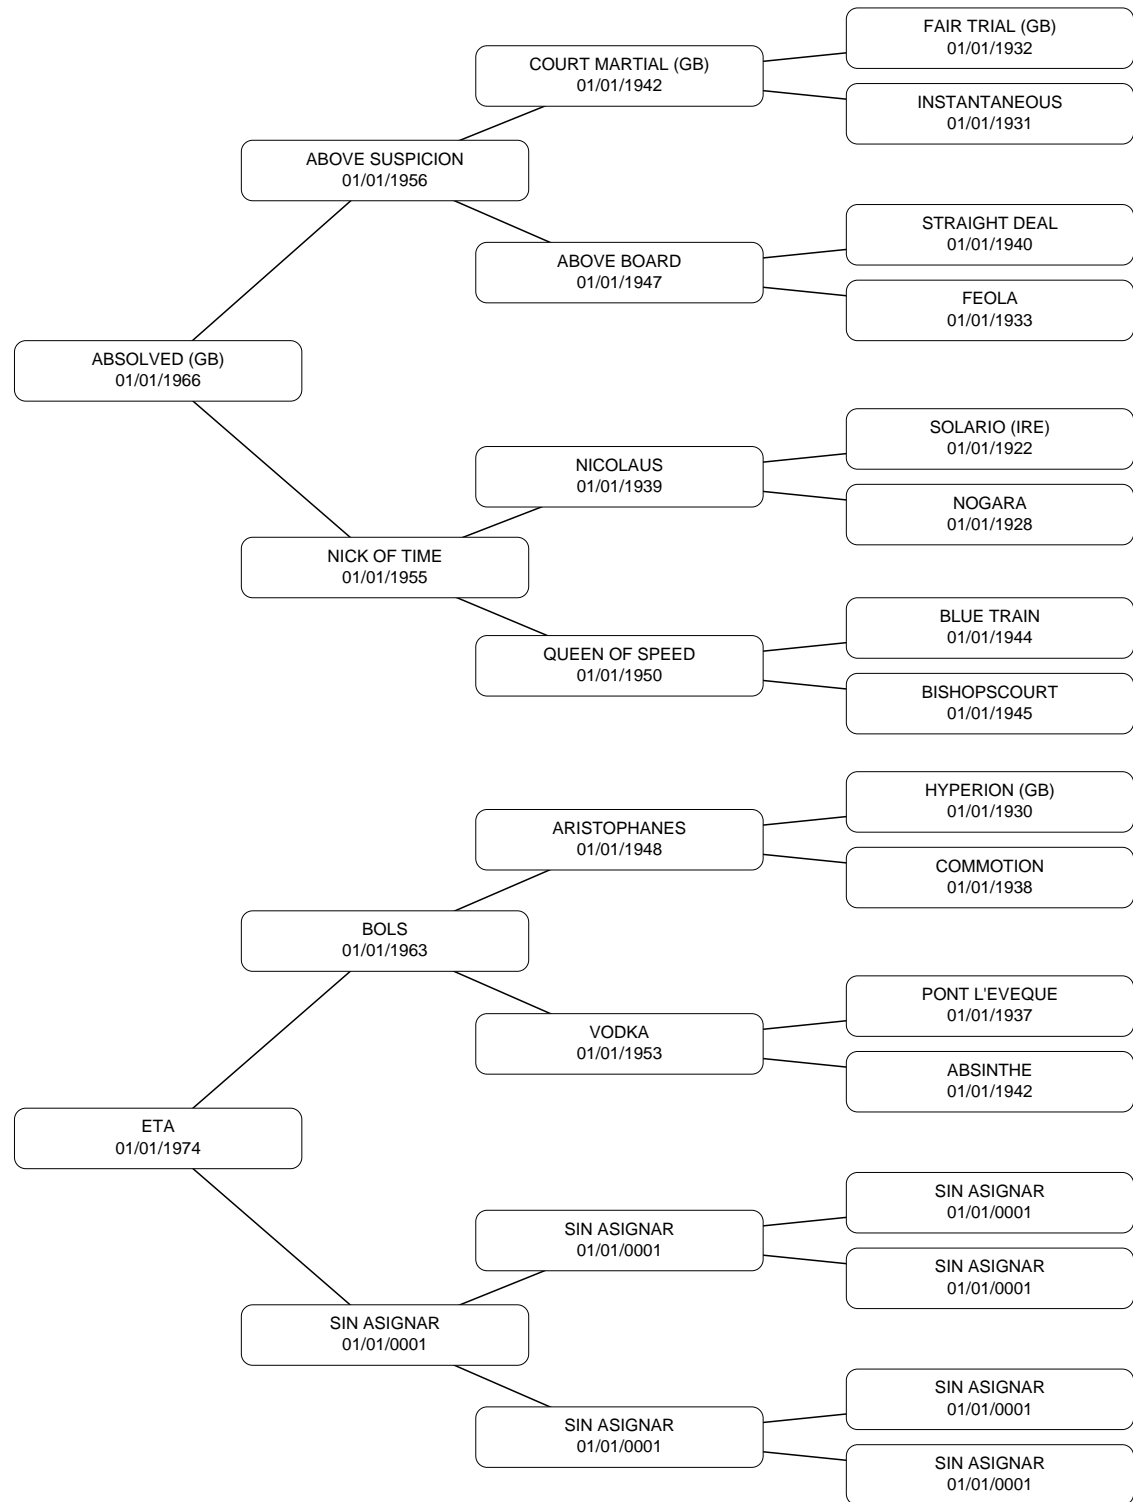 FAIR TRIAL (GB)
01/01/1932
COURT MARTIAL (GB)
01/01/1942
INSTANTANEOUS
01/01/1931
ABOVE SUSPICION
01/01/1956
STRAIGHT DEAL
01/01/1940
ABOVE BOARD
01/01/1947
FEOLA
01/01/1933
ABSOLVED (GB)
01/01/1966
SOLARIO (IRE)
01/01/1922
NICOLAUS
01/01/1939
NOGARA
01/01/1928
NICK OF TIME
01/01/1955
BLUE TRAIN
01/01/1944
QUEEN OF SPEED
01/01/1950
BISHOPSCOURT
01/01/1945
HYPERION (GB)
01/01/1930
ARISTOPHANES
01/01/1948
COMMOTION
01/01/1938
BOLS
01/01/1963
PONT L'EVEQUE
01/01/1937
VODKA
01/01/1953
ABSINTHE
01/01/1942
ETA
01/01/1974
SIN ASIGNAR
01/01/0001
SIN ASIGNAR
01/01/0001
SIN ASIGNAR
01/01/0001
SIN ASIGNAR
01/01/0001
SIN ASIGNAR
01/01/0001
SIN ASIGNAR
01/01/0001
SIN ASIGNAR
01/01/0001